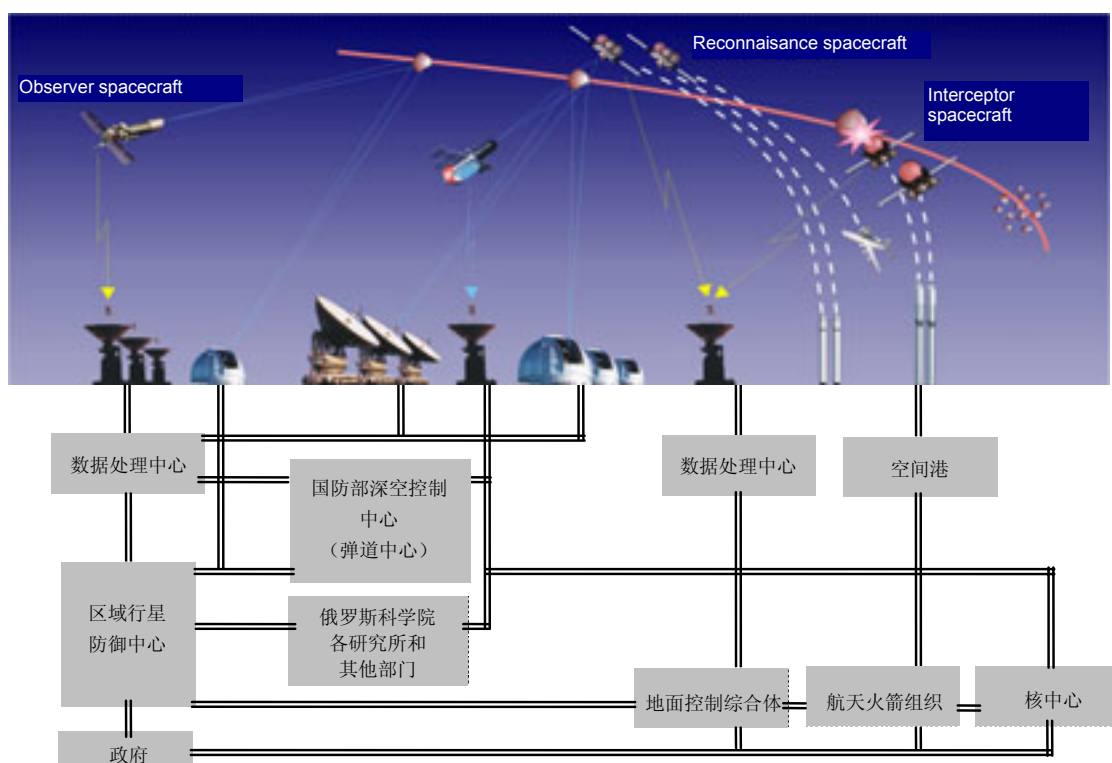 Reconnaisance spacecraft
Observer spacecraft
Interceptor
spacecraft
数据处理中心
国防部深空控制
中心
（弹道中心）
数据处理中心
空间港
区域行星
防御中心
俄罗斯科学院
各研究所和
其他部门
地面控制综合体
航天火箭组织
核中心
政府